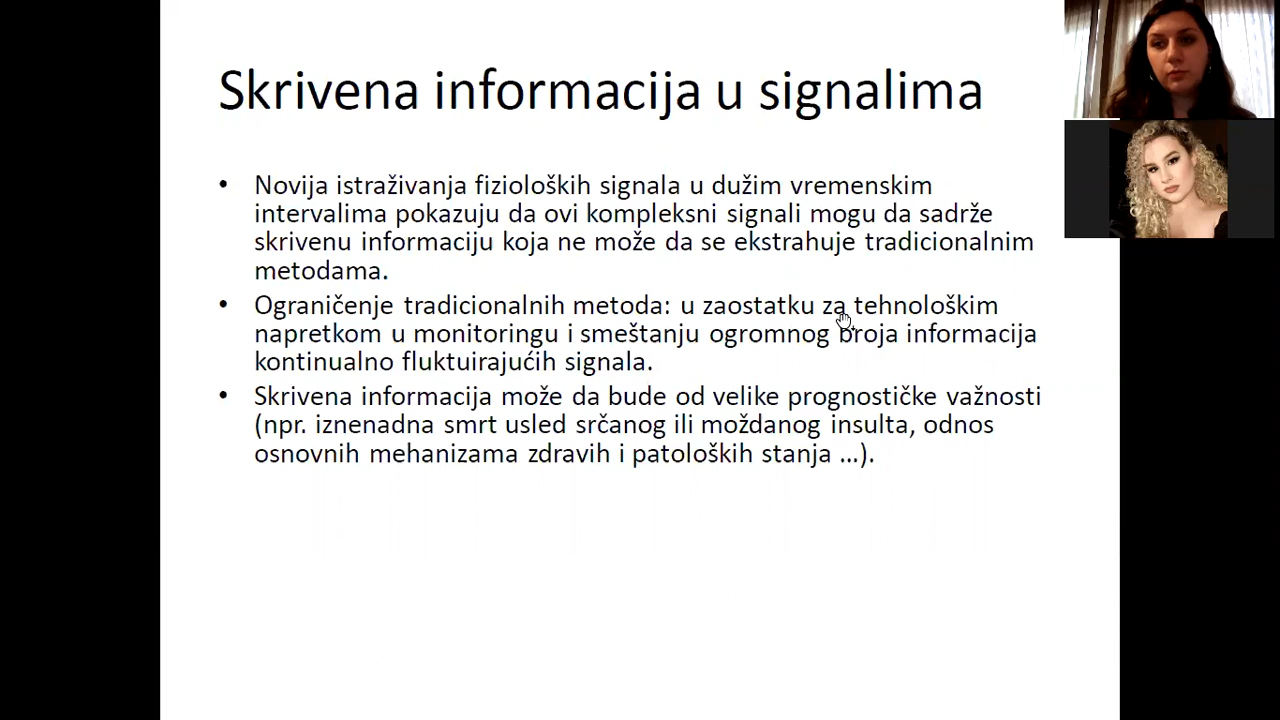 Skrivena informacija u signalima
• Novija istraživanja fizioloških signala u dužim vremenskim
intervalima pokazuju da ovi kompleksni signali mogu da sadrže
skrivenu informaciju koja ne može da se ekstrahuje tradicionalnim
metodama.
• Ograničenje tradicionalnih metoda: u zaostatku za tehnološkim
napretkom u monitoringu i smeštanju ogromnog broja informacija
kontinualno fluktuirajućih signala.
• Skrivena informacija može da bude od velike prognostičke važnosti
(npr. iznenadna smrt usled srčanog ili moždanog insulta, odnos
osnovnih mehanizama zdravih i patoloških stanja ...).